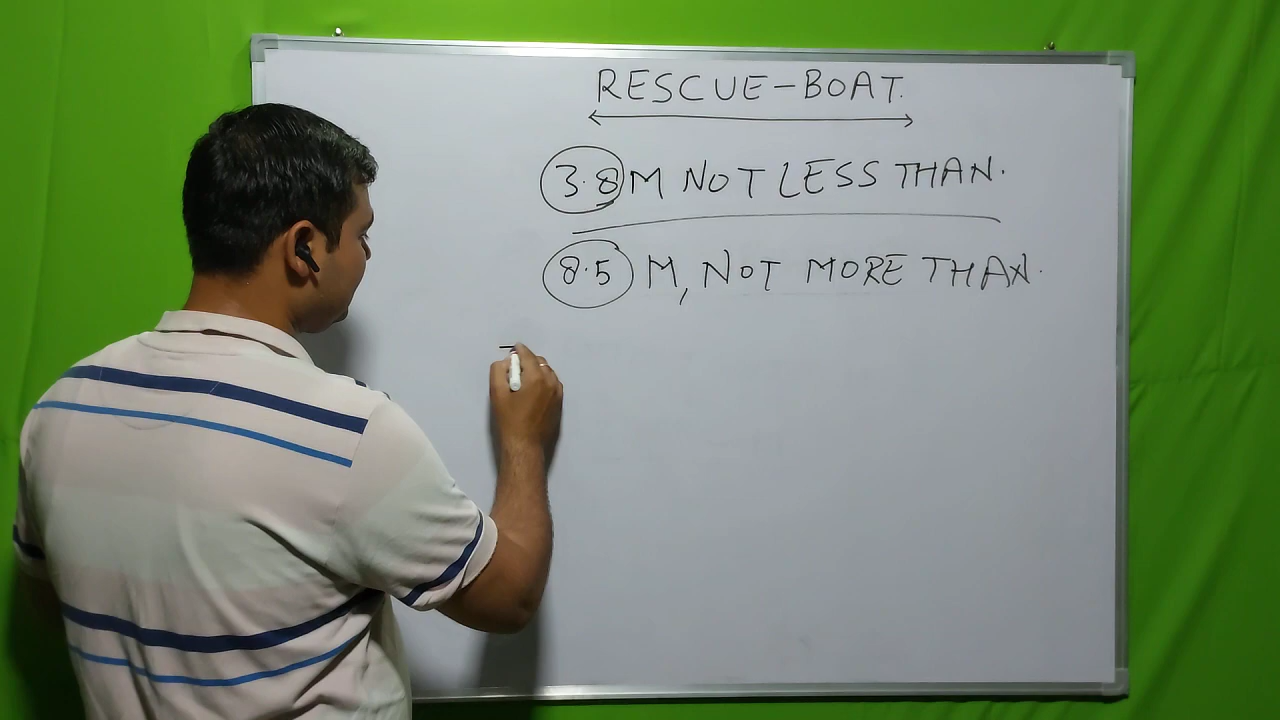 RESCUE-BOAT.
3.8 M NOT LESS THAN.
8.5 M, NOT MORE THAN.